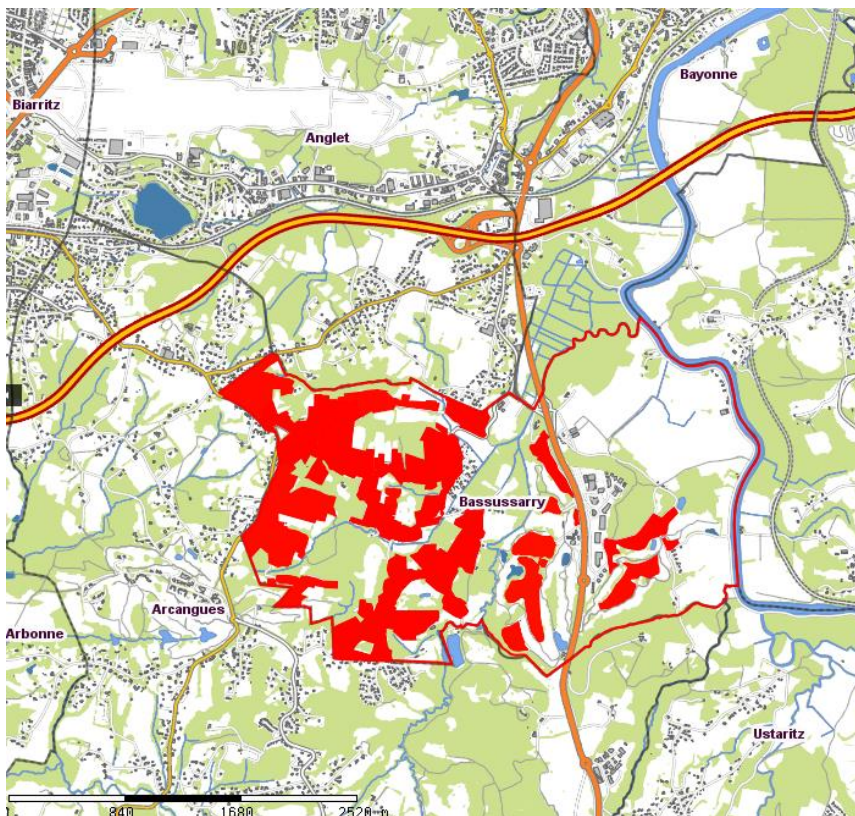 Bayonne
Biarritz
Anglet
Bassussarry
Arcangues
Arbonne
Ustaritz
840 1680 2520 m